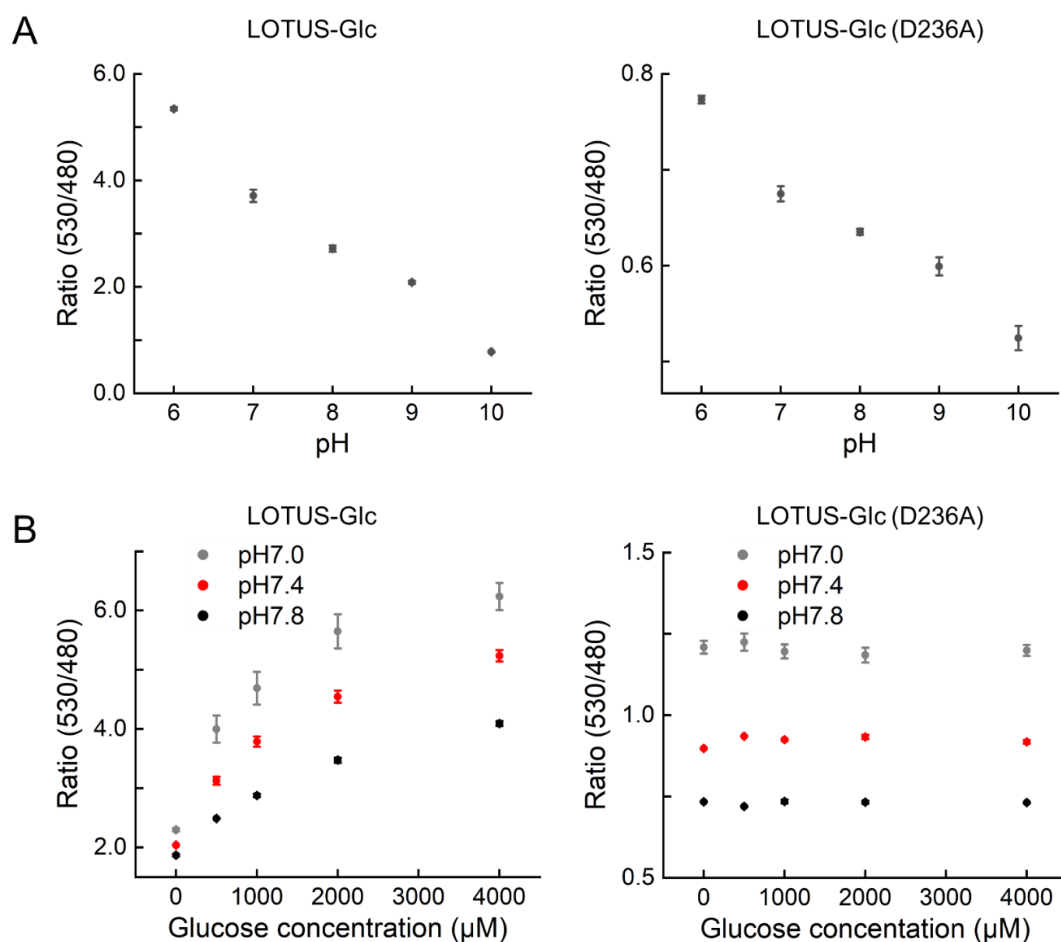 A
LOTUS-Glc
LOTUS-Glc (D236A)
6.0
4.0
2.0
0.0
Ratio (530/480)
6 7 8 9 10
pH
0.8
0.6
Ratio (530/480)
6 7 8 9 10
pH
B
LOTUS-Glc
LOTUS-Glc (D236A)
pH7.0
pH7.4
pH7.8
6.0
4.0
2.0
Ratio (530/480)
0 1000 2000 3000 4000
Glucose concentration (μM)
pH7.0
pH7.4
pH7.8
1.5
1.0
0.5
Ratio (530/480)
0 1000 2000 3000 4000
Glucose concentation (μM)